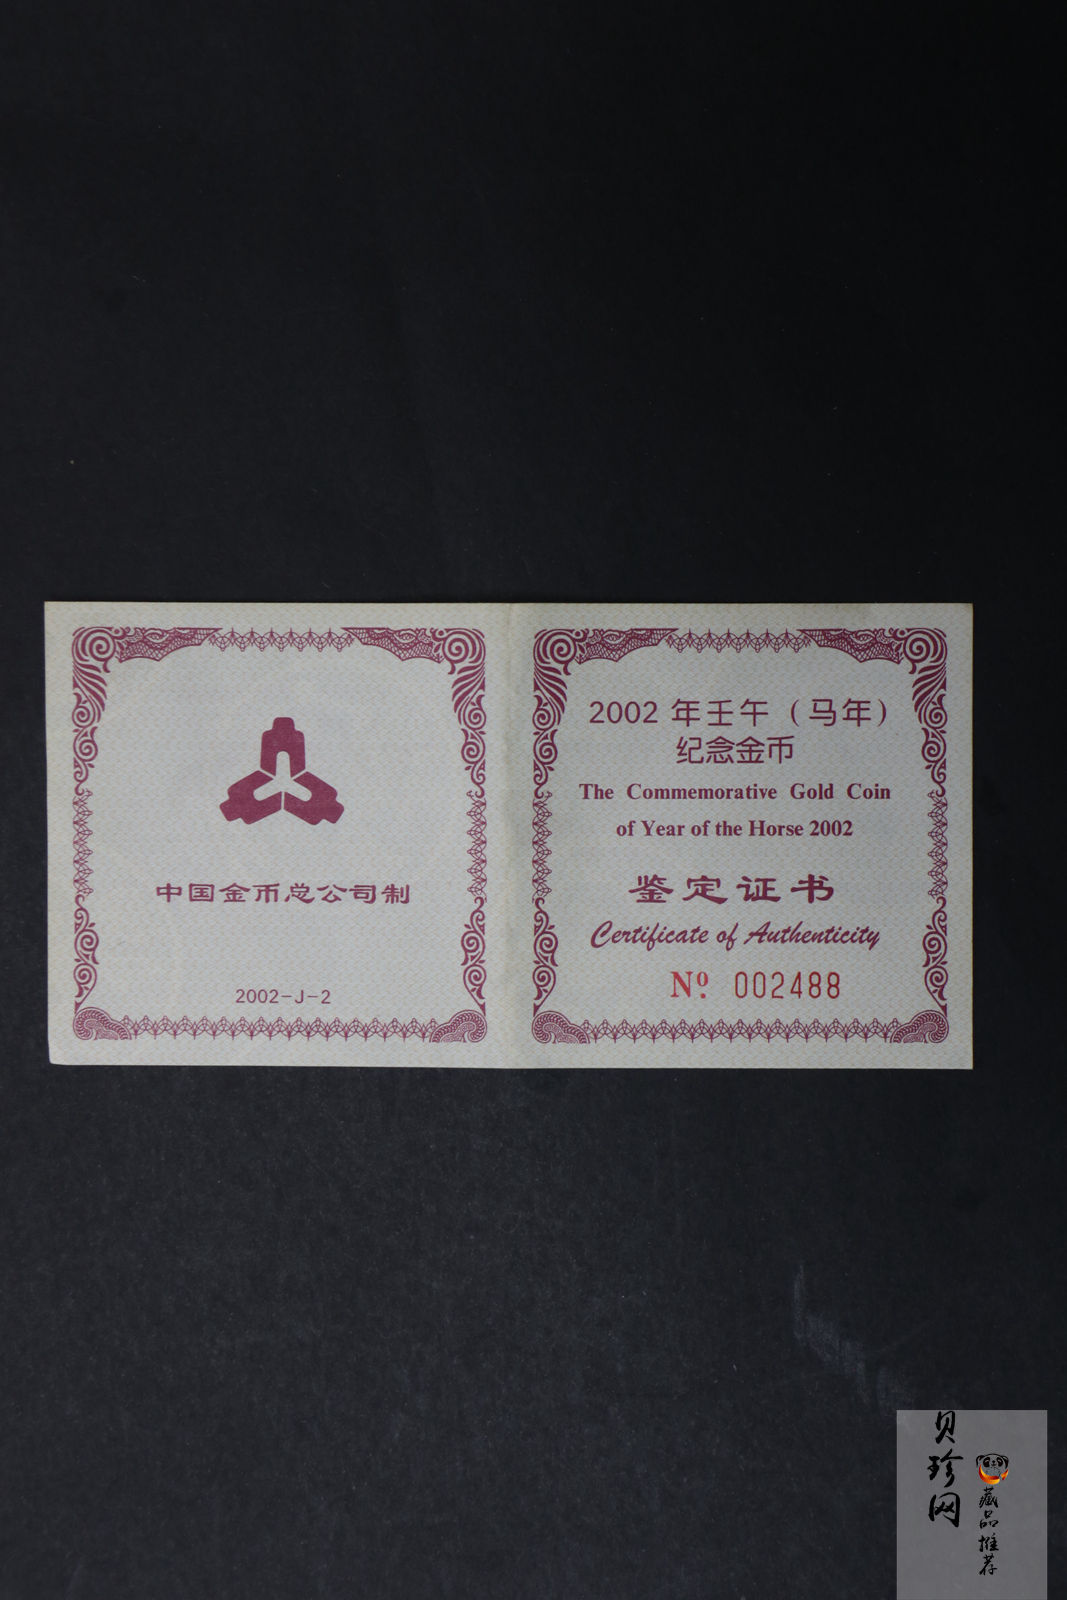 中国金币总公司制
2002-J-2
2002 年壬午（马年）
纪念金币
The Commemorative Gold Coin
of Year of the Horse 2002
鉴定证书
Certificate of Authenticity
Nº. 002488
贝珍网
藏品推荐